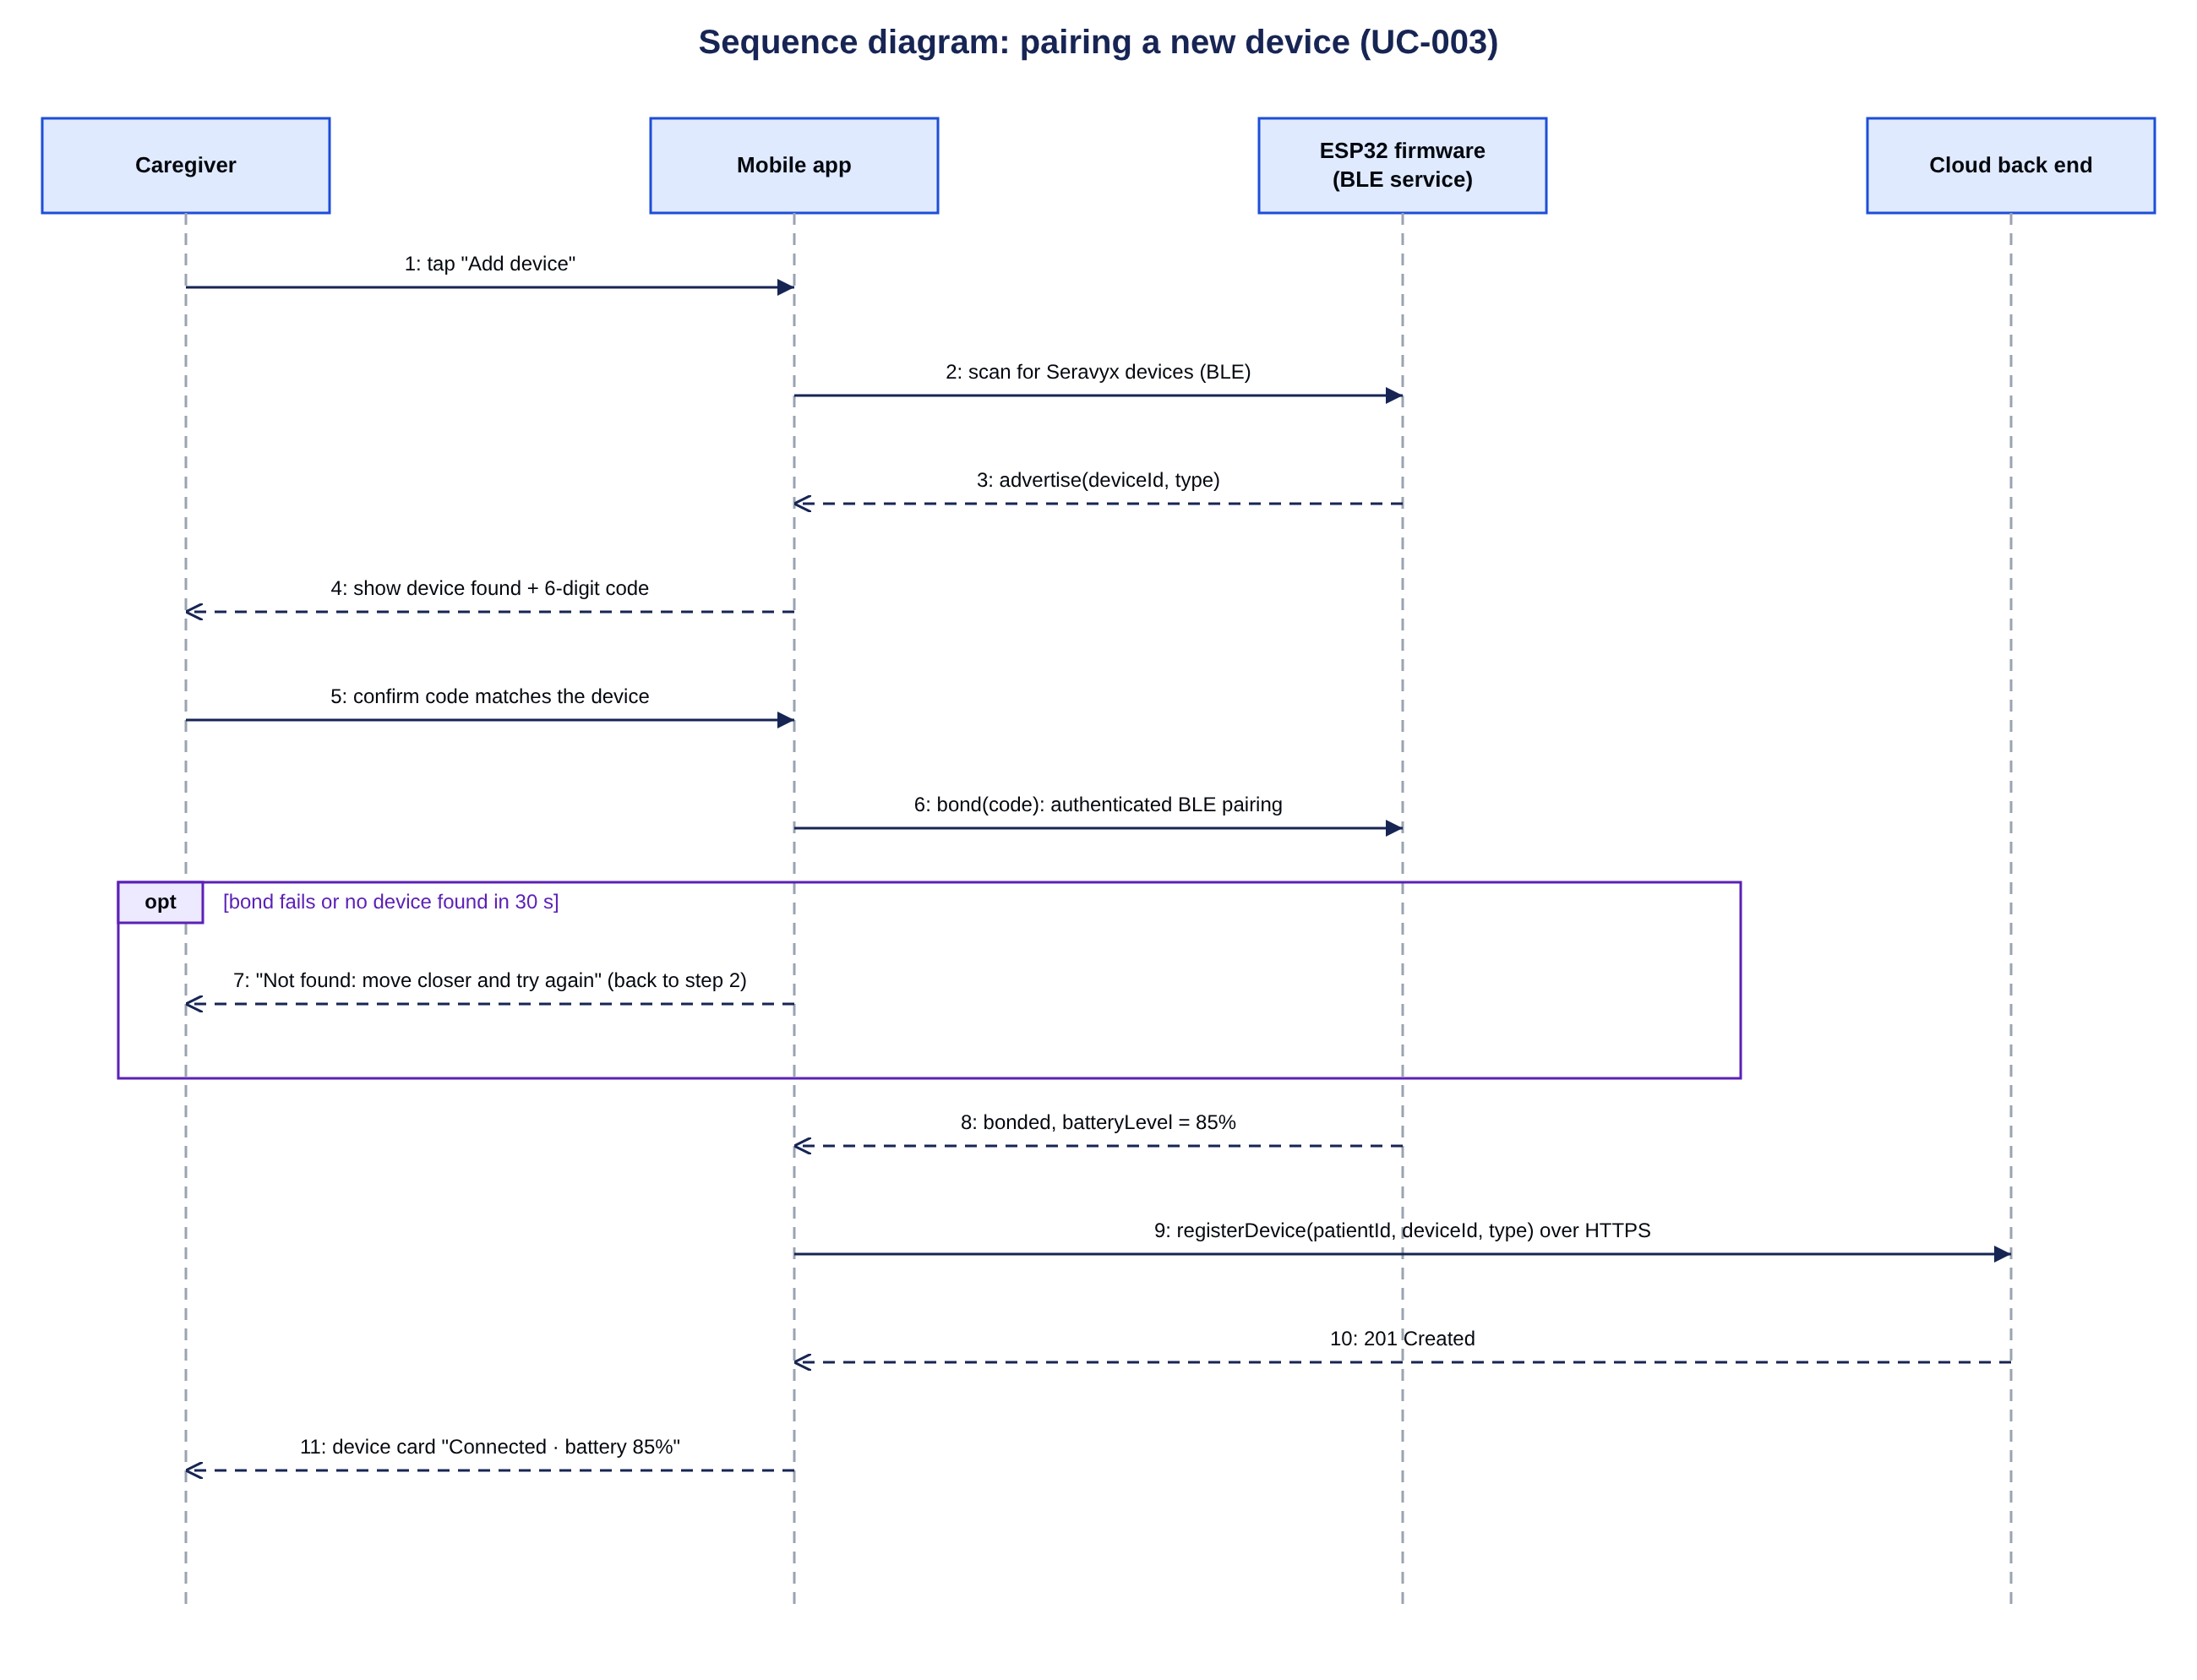 Sequence diagram: pairing a new device (UC-003)
Caregiver
Mobile app
ESP32 firmware
(BLE service)
Cloud back end
1: tap "Add device"
2: scan for Seravyx devices (BLE)
3: advertise(deviceId, type)
4: show device found + 6-digit code
5: confirm code matches the device
6: bond(code): authenticated BLE pairing
opt
[bond fails or no device found in 30 s]
7: "Not found: move closer and try again" (back to step 2)
8: bonded, batteryLevel = 85%
9: registerDevice(patientId, deviceId, type) over HTTPS
10: 201 Created
11: device card "Connected · battery 85%"